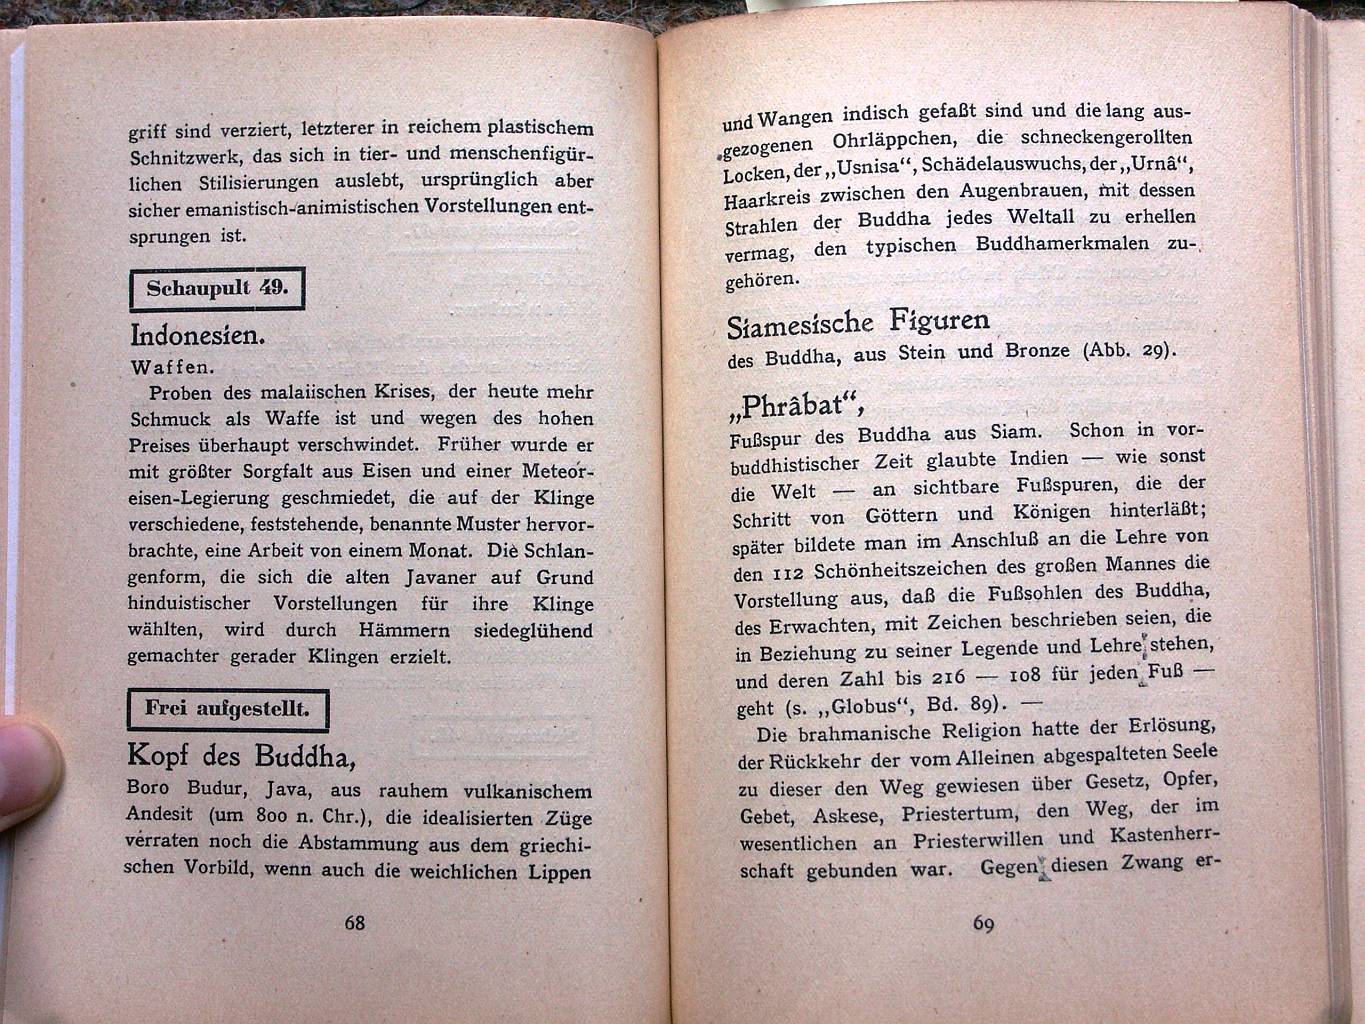 griff sind verziert, letzterer in reichem plastischem
Schnitzwerk, das sich in tier- und menschenfigür-
lichen Stilisierungen auslebt, ursprünglich aber
sicher emanistisch-animistischen Vorstellungen ent-
sprungen ist.
Schaupult 49.
Indonesien.
Waffen.
Proben des malaiischen Krises, der heute mehr
Schmuck als Waffe ist und wegen des hohen
Preises überhaupt verschwindet. Früher wurde er
mit größter Sorgfalt aus Eisen und einer Meteor-
eisen-Legierung geschmiedet, die auf der Klinge
verschiedene, feststehende, benannte Muster hervor-
brachte, eine Arbeit von einem Monat. Die Schlan-
genform, die sich die alten Javaner auf Grund
hinduistischer Vorstellungen für ihre Klinge
wählten, wird durch Hämmern siedeglühend
gemachter gerader Klingen erzielt.
Frei aufgestellt.
Kopf des Buddha,
Boro Budur, Java, aus rauhem vulkanischem
Andesit (um 800 n. Chr.), die idealisierten Züge
verraten noch die Abstammung aus dem griechi-
schen Vorbild, wenn auch die weichlichen Lippen
68
und Wangen indisch gefaßt sind und die lang aus-
gezogenen Ohrläppchen, die schneckengerollten
Locken, der „Usnisa“, Schädelauswuchs, der „Urnâ“,
Haarkreis zwischen den Augenbrauen, mit dessen
Strahlen der Buddha jedes Weltall zu erhellen
vermag, den typischen Buddhamerkmalen zu-
gehören.
Siamesische Figuren
des Buddha, aus Stein und Bronze (Abb. 29).
„Phrâbat“,
Fußspur des Buddha aus Siam. Schon in vor-
buddhistischer Zeit glaubte Indien — wie sonst
die Welt — an sichtbare Fußspuren, die der
Schritt von Göttern und Königen hinterläßt;
später bildete man im Anschluß an die Lehre von
den 112 Schönheitszeichen des großen Mannes die
Vorstellung aus, daß die Fußsohlen des Buddha,
des Erwachten, mit Zeichen beschrieben seien, die
in Beziehung zu seiner Legende und Lehre stehen,
und deren Zahl bis 216 — 108 für jeden Fuß —
geht (s. „Globus“, Bd. 89). —
Die brahmanische Religion hatte der Erlösung,
der Rückkehr der vom Alleinen abgespalteten Seele
zu dieser den Weg gewiesen über Gesetz, Opfer,
Gebet, Askese, Priestertum, den Weg, der im
wesentlichen an Priesterwillen und Kastenherr-
schaft gebunden war. Gegen diesen Zwang er-
69